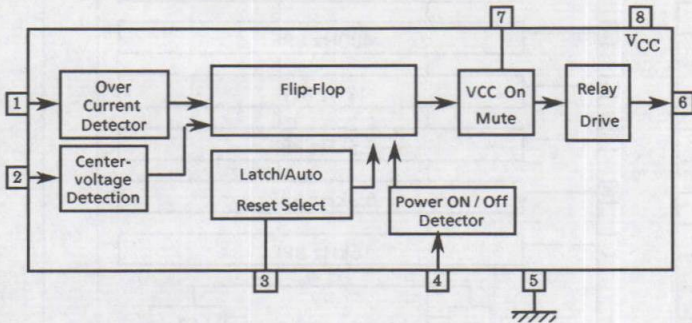 7
8
VCC
1
Over
Current
Detector
Flip-Flop
VCC On
Mute
Relay
Drive
6
2
Center-
voltage
Detection
Latch/Auto
Reset Select
Power ON / Off
Detector
3
4
5